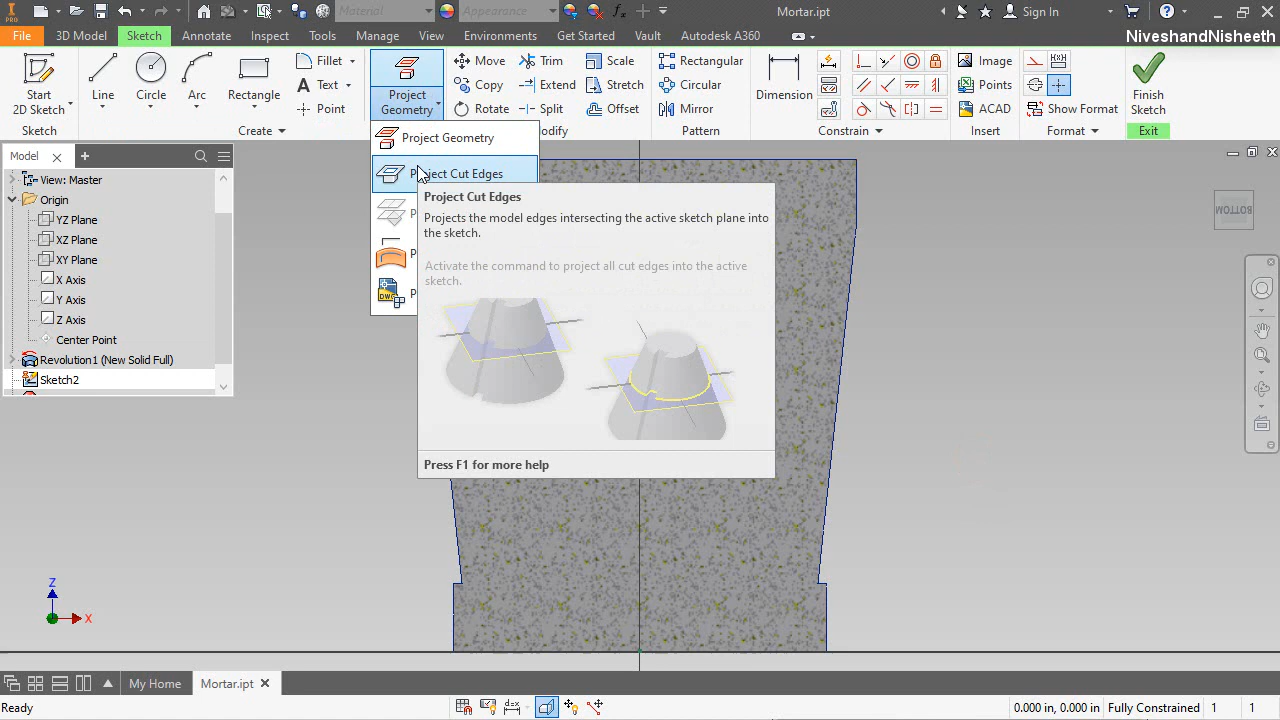 PRO
Material
Appearance
fx
Mortar.ipt
Sign In
File
3D Model
Sketch
Annotate
Inspect
Tools
Manage
View
Environments
Get Started
Vault
Autodesk A360
NiveshandNisheeth
Start
2D Sketch
Line
Circle
Arc
Rectangle
Fillet
Text
Point
Project
Geometry
Move
Copy
Rotate
Trim
Extend
Split
Scale
Stretch
Offset
Rectangular
Circular
Mirror
Dimension
Image
Points
ACAD
Show Format
Finish
Sketch
Sketch
Create
odify
Pattern
Constrain
Insert
Format
Exit
Project Geometry
Project Cut Edges
P
P
P
DWG
Project Cut Edges
Projects the model edges intersecting the active sketch plane into
the sketch.
Activate the command to project all cut edges into the active
sketch.
Press F1 for more help
Model
View: Master
Origin
YZ Plane
XZ Plane
XY Plane
X Axis
Y Axis
Z Axis
Center Point
Revolution1 (New Solid Full)
Sketch2
BOTTOM
Z
X
My Home
Mortar.ipt
Ready
0.000 in, 0.000 in
Fully Constrained
1
1